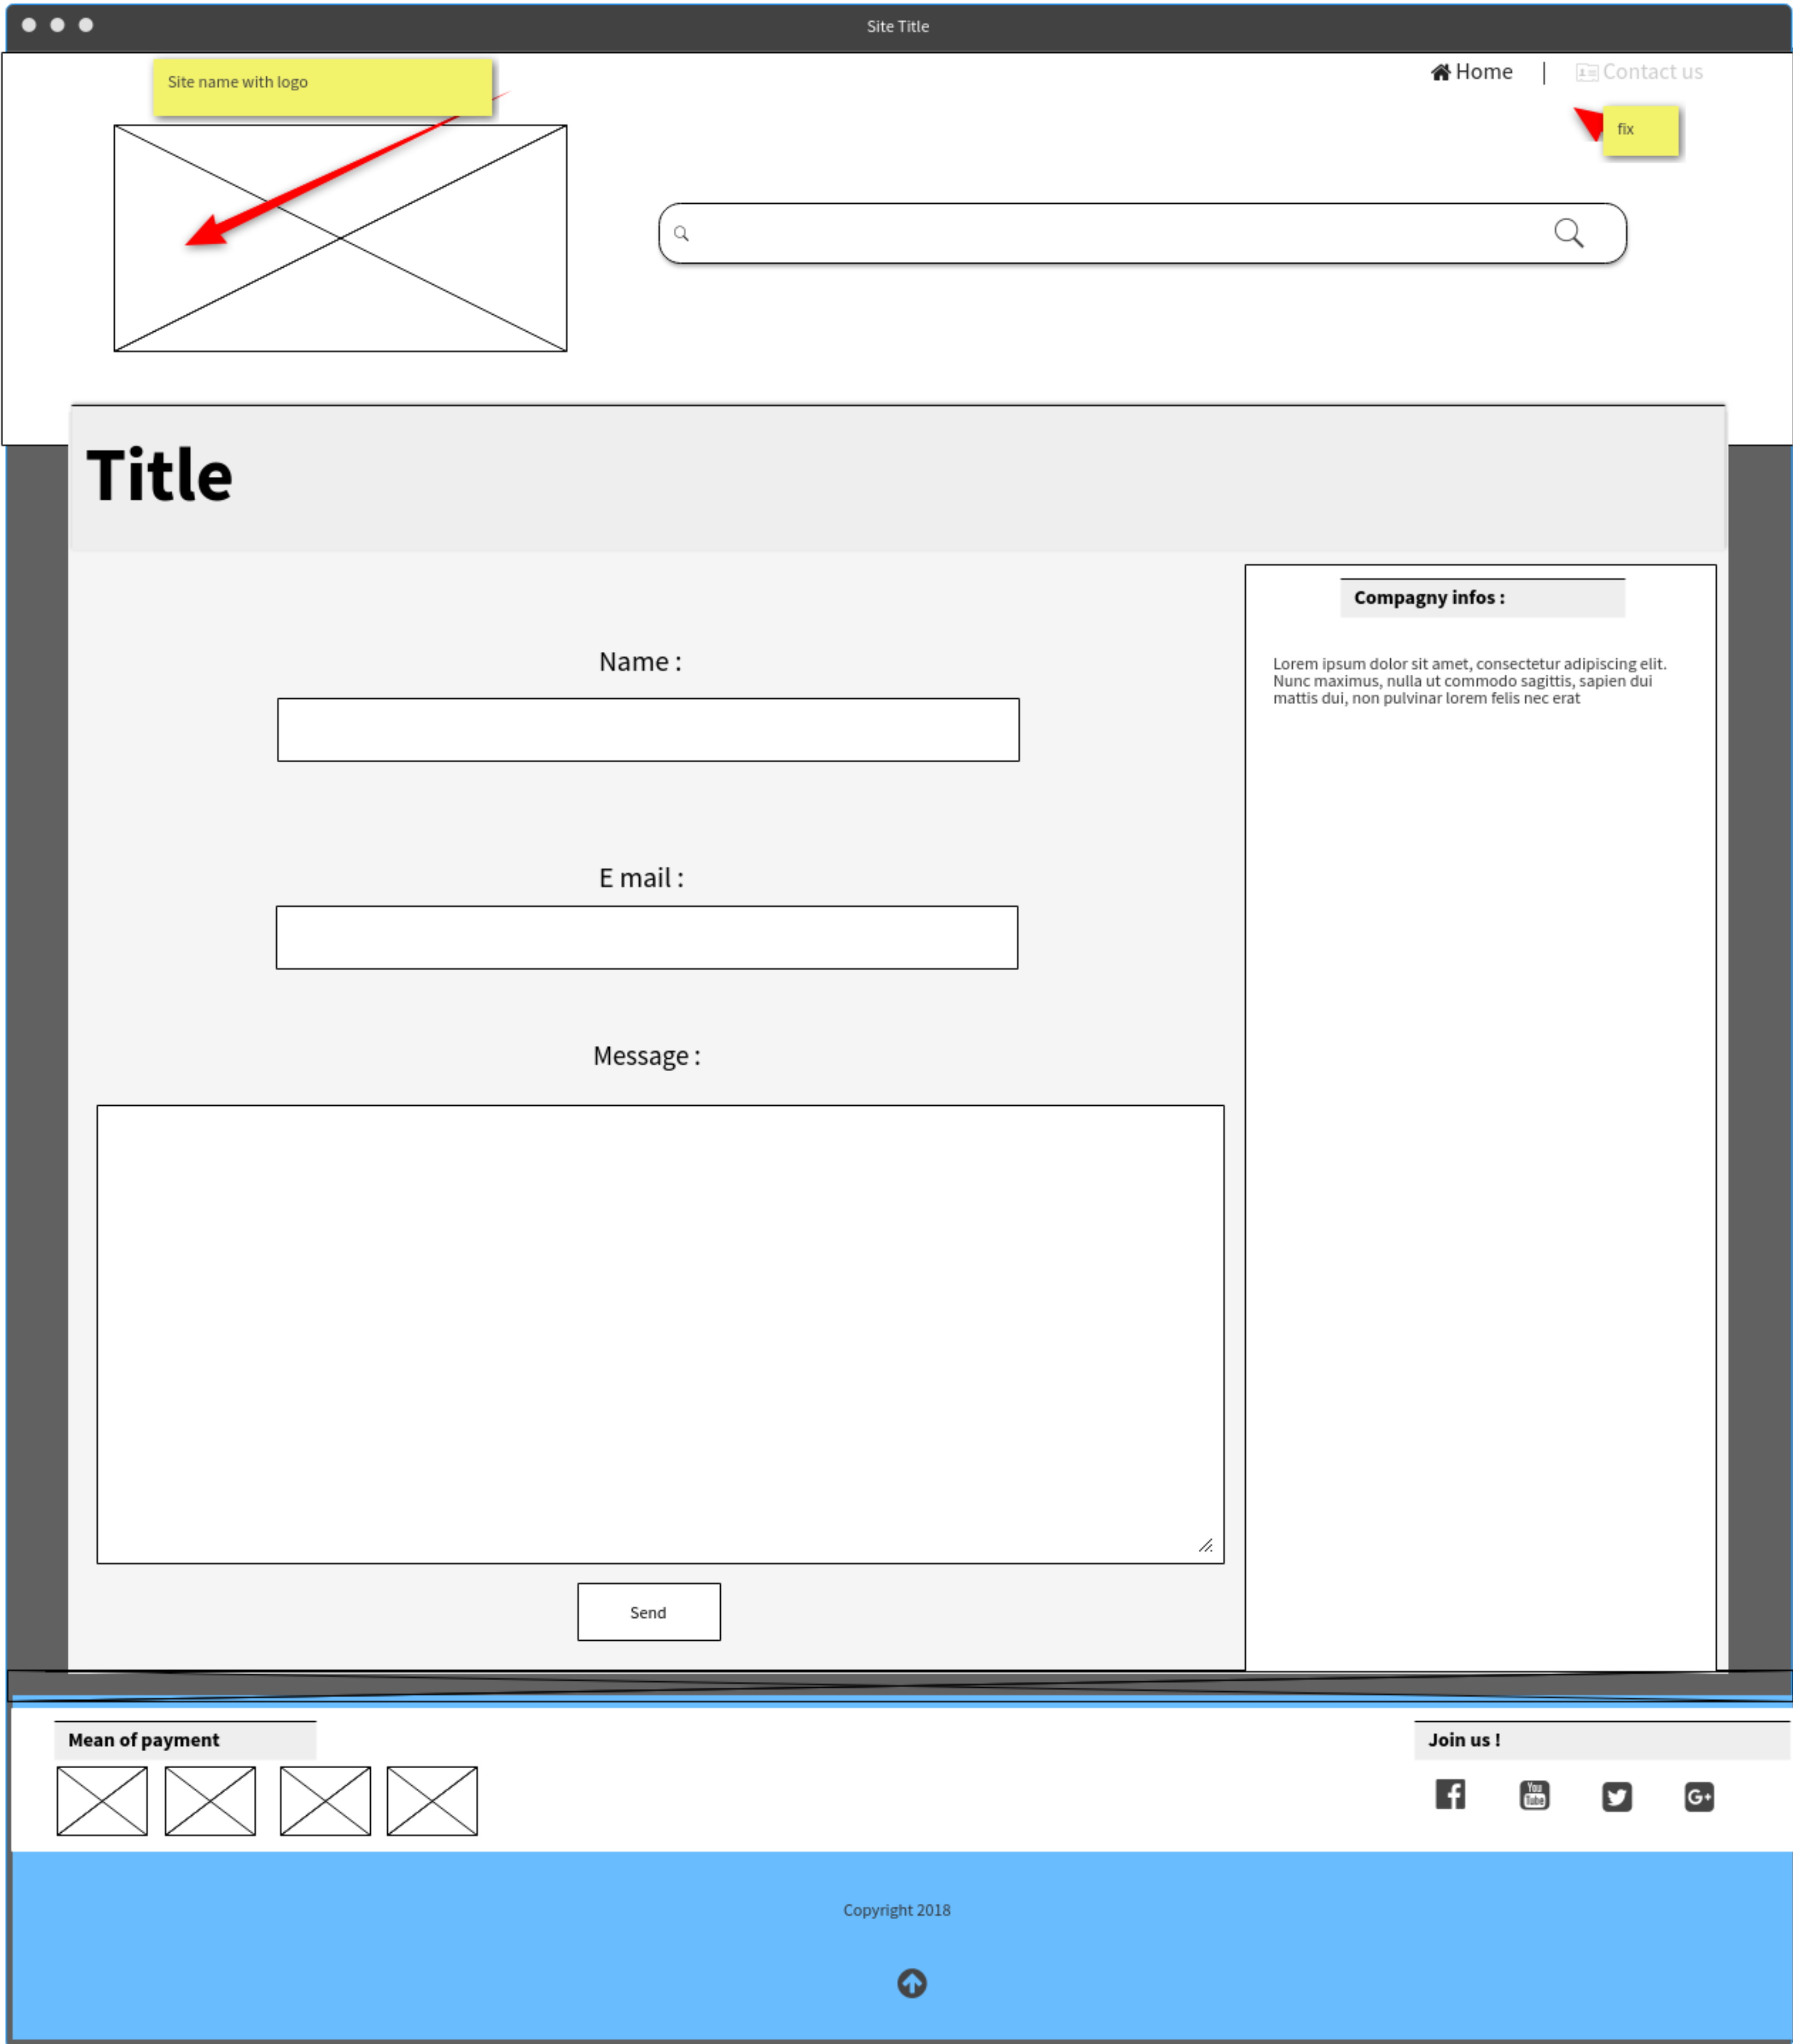 Site Title
Site name with logo
Home | Contact us
fix
Title
Compagny infos :
Lorem ipsum dolor sit amet, consectetur adipiscing elit.
Nunc maximus, nulla ut commodo sagittis, sapien dui
mattis dui, non pulvinar lorem felis nec erat
Name :
E mail :
Message :
Send
Mean of payment
Join us !
You
Tube
G+
Copyright 2018